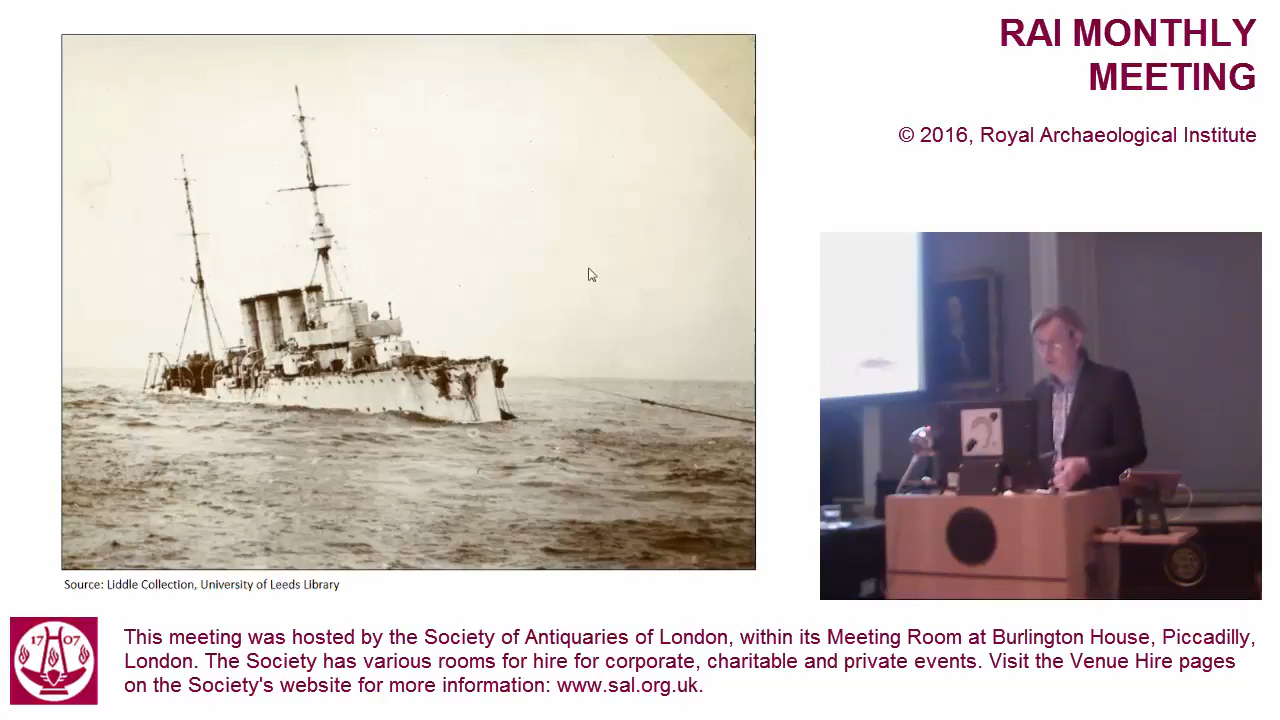 RAI MONTHLY
MEETING
© 2016, Royal Archaeological Institute
Source: Liddle Collection, University of Leeds Library
17 07
This meeting was hosted by the Society of Antiquaries of London, within its Meeting Room at Burlington House, Piccadilly,
London. The Society has various rooms for hire for corporate, charitable and private events. Visit the Venue Hire pages
on the Society's website for more information: www.sal.org.uk.